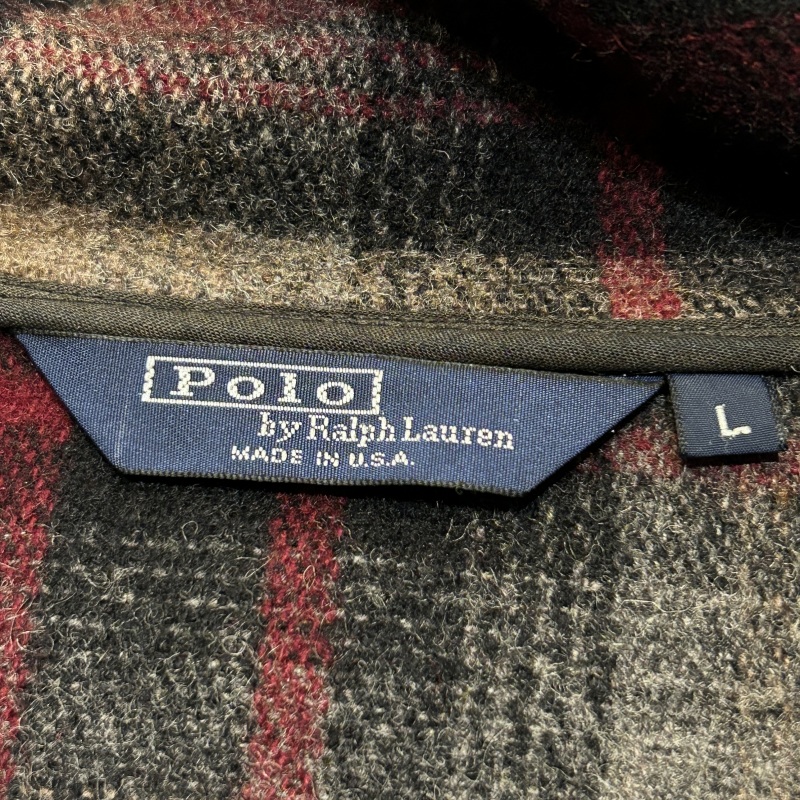 Polo
by Ralph Lauren
MADE IN U.S.A.
L